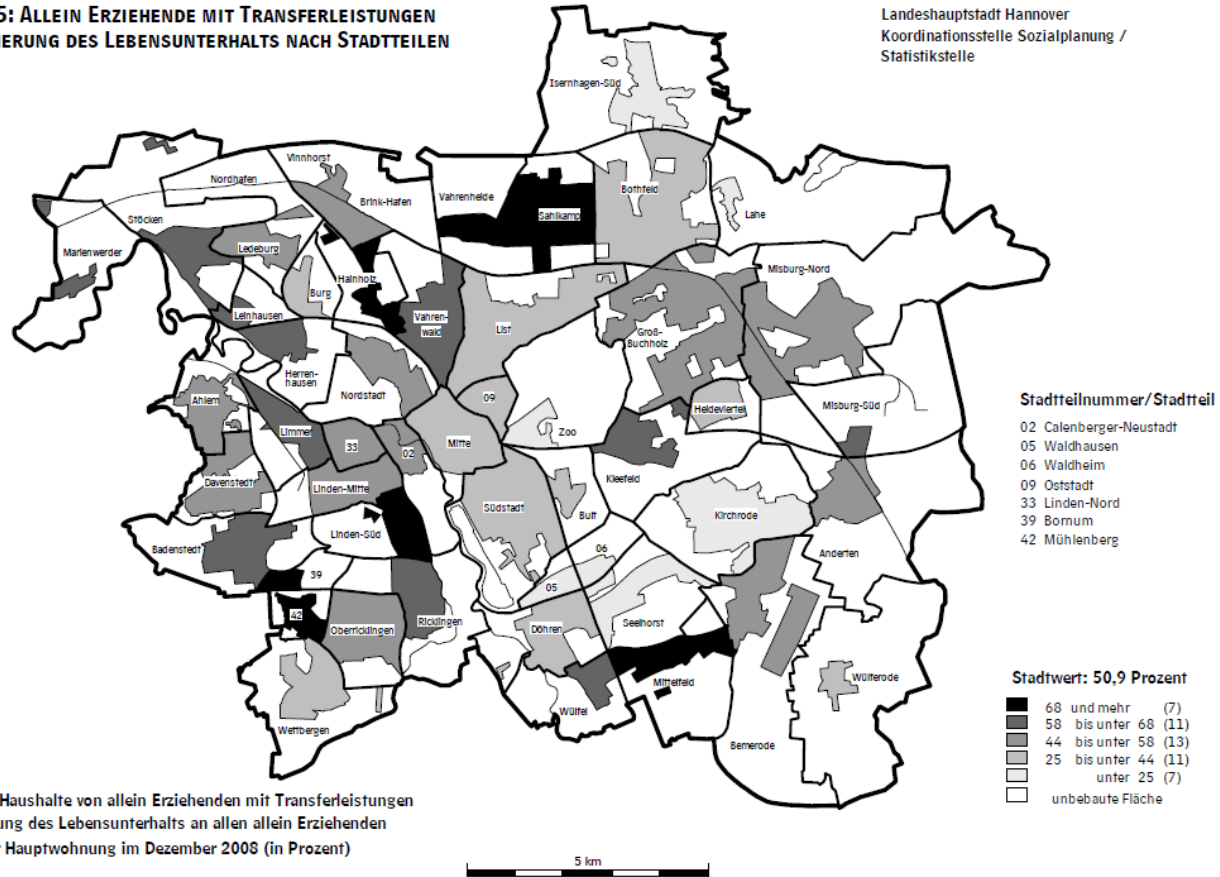 5: ALLEIN ERZIEHENDE MIT TRANSFERLEISTUNGEN
IERUNG DES LEBENSUNTERHALTS NACH STADTTEILEN
Landeshauptstadt Hannover
Koordinationsstelle Sozialplanung /
Statistikstelle
Isernhagen-Süd
Vinnhorst
Nordhafen
Brink-Hafen
Vahrenheide
Sahlkamp
Bothfeld
Lahe
Stöcken
Marienwerder
Ledeburg
Hainholz
Burg
Misburg-Nord
Leinhausen
Vahren-
wald
List
Groß-
Buchholz
Herren-
hausen
Nordstadt
Ahlem
09
Heideviertel
Misburg-Süd
Limmer
33
02
Mitte
Zoo
Davenstedt
Linden-Mitte
Kleefeld
Südstadt
Bult
Kirchrode
Linden-Süd
Badenstedt
39
06
05
Anderten
42
Oberricklingen
Ricklingen
Döhren
Seelhorst
Mittelfeld
Wülferode
Wülfel
Wettbergen
Bemerode
Stadtteilnummer/Stadtteil
02 Calenberger-Neustadt
05 Waldhausen
06 Waldheim
09 Oststadt
33 Linden-Nord
39 Bornum
42 Mühlenberg
Stadtwert: 50,9 Prozent
68 und mehr (7)
58 bis unter 68 (11)
44 bis unter 58 (13)
25 bis unter 44 (11)
unter 25 (7)
unbebaute Fläche
Haushalte von allein Erziehenden mit Transferleistungen
ung des Lebensunterhalts an allen allein Erziehenden
r Hauptwohnung im Dezember 2008 (in Prozent)
5 km